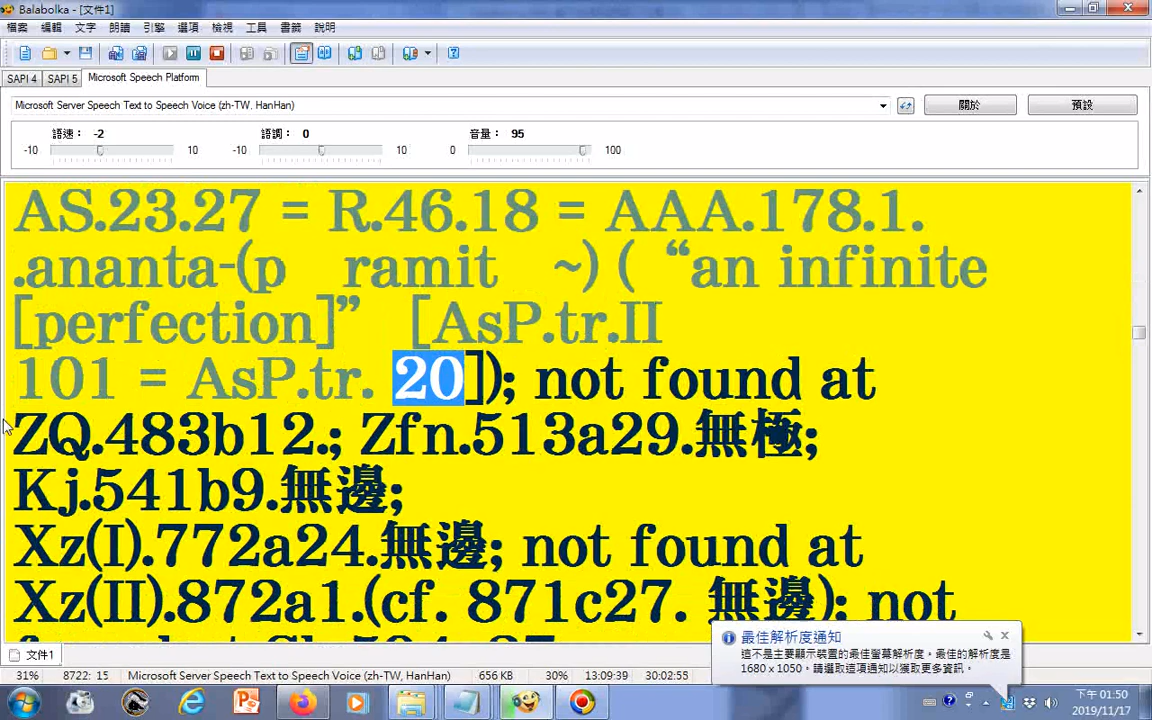 Balabolka - [文件1]
檔案 編輯 文字 朗讀 引擎 選項 檢視 工具 書籤 說明
SAPI 4 SAPI 5 Microsoft Speech Platform
Microsoft Server Speech Text to Speech Voice (zh-TW, HanHan) 關於 預設
語速： -2 語調： 0 音量： 95
-10 10 -10 10 0 100
AS.23.27 = R.46.18 = AAA.178.1.
.ananta-(p ramit ~) ( “an infinite
[perfection]” [AsP.tr.II
101 = AsP.tr. 20]); not found at
ZQ.483b12.; Zfn.513a29.無極;
Kj.541b9.無邊;
Xz(I).772a24.無邊; not found at
Xz(II).872a1.(cf. 871c27. 無邊); not
最佳解析度通知
這不是主要顯示裝置的最佳螢幕解析度。最佳的解析度是
1680 x 1050。請選取這項通知以獲取更多資訊。
文件1
31% 8722: 15 Microsoft Server Speech Text to Speech Voice (zh-TW, HanHan) 656 KB 30% 13:09:39 30:02:55
下午 01:50
2019/11/17